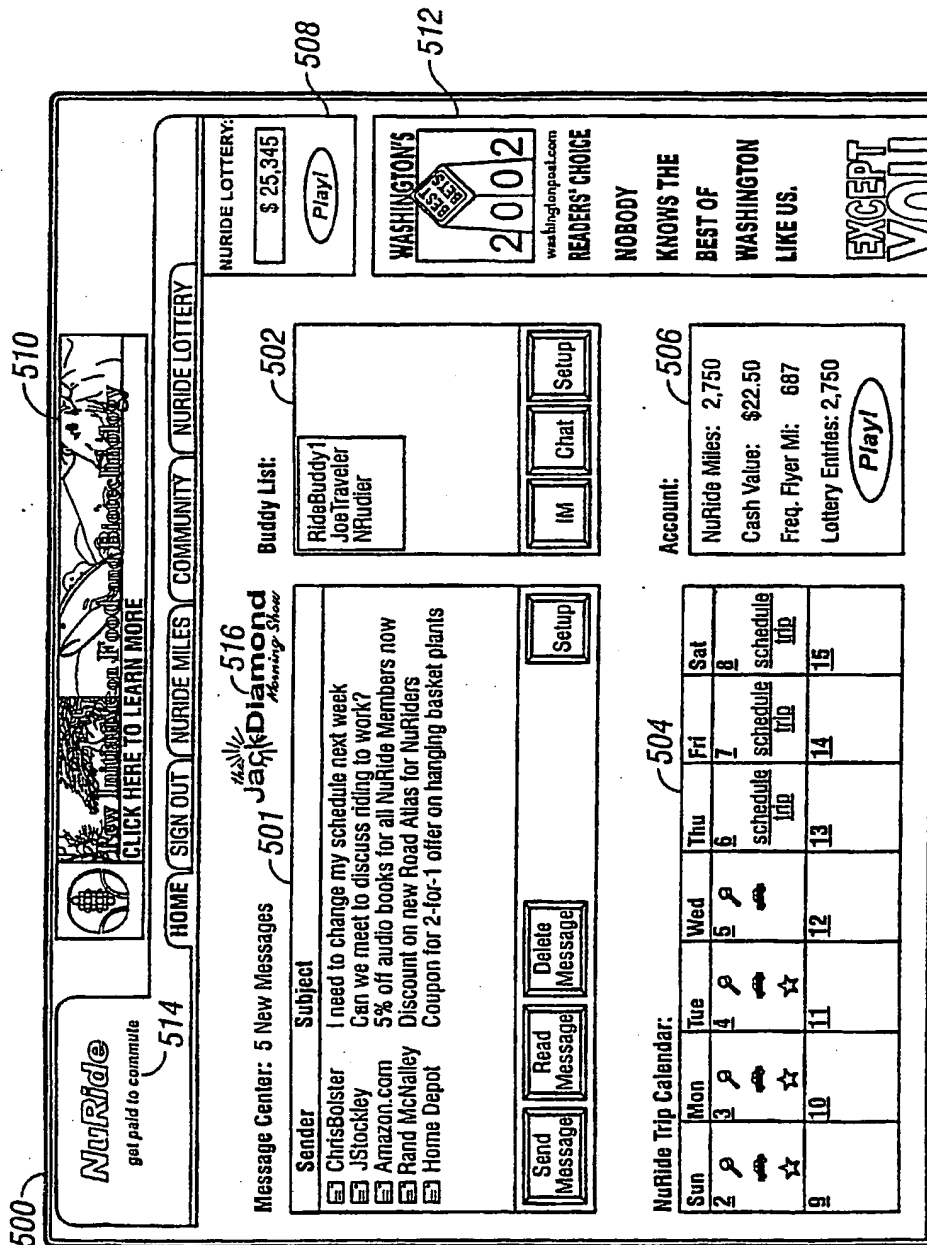 500
NuRide
get paid to commute
514
510
New Initiative on Food and Biotechnology
CLICK HERE TO LEARN MORE
HOME
SIGN OUT
NURIDE MILES
COMMUNITY
NURIDE LOTTERY
Message Center: 5 New Messages
501
the
JackDiamond
Morning Show
516
Sender Subject
ChrisBolster I need to change my schedule next week
JStockley Can we meet to discuss riding to work?
Amazon.com 5% off audio books for all NuRide Members now
Rand McNalley Discount on new Road Atlas for NuRiders
Home Depot Coupon for 2-for-1 offer on hanging basket plants
Send Message
Read Message
Delete Message
Setup
Buddy List:
502
RideBuddy1
JoeTraveler
NRudier
IM
Chat
Setup
NURIDE LOTTERY:
$ 25,345
Play!
508
NuRide Trip Calendar:
504
Sun Mon Tue Wed Thu Fri Sat
2 3 4 5 6 7 8
schedule trip schedule trip schedule trip
9 10 11 12 13 14 15
Account:
506
NuRide Miles: 2,750
Cash Value: $22.50
Freq. Flyer MI: 687
Lottery Entries: 2,750
Play!
512
WASHINGTON'S
BEST BETS
2002
washingtonpost.com
READERS' CHOICE
NOBODY
KNOWS THE
BEST OF
WASHINGTON
LIKE US.
EXCEPT
YOU